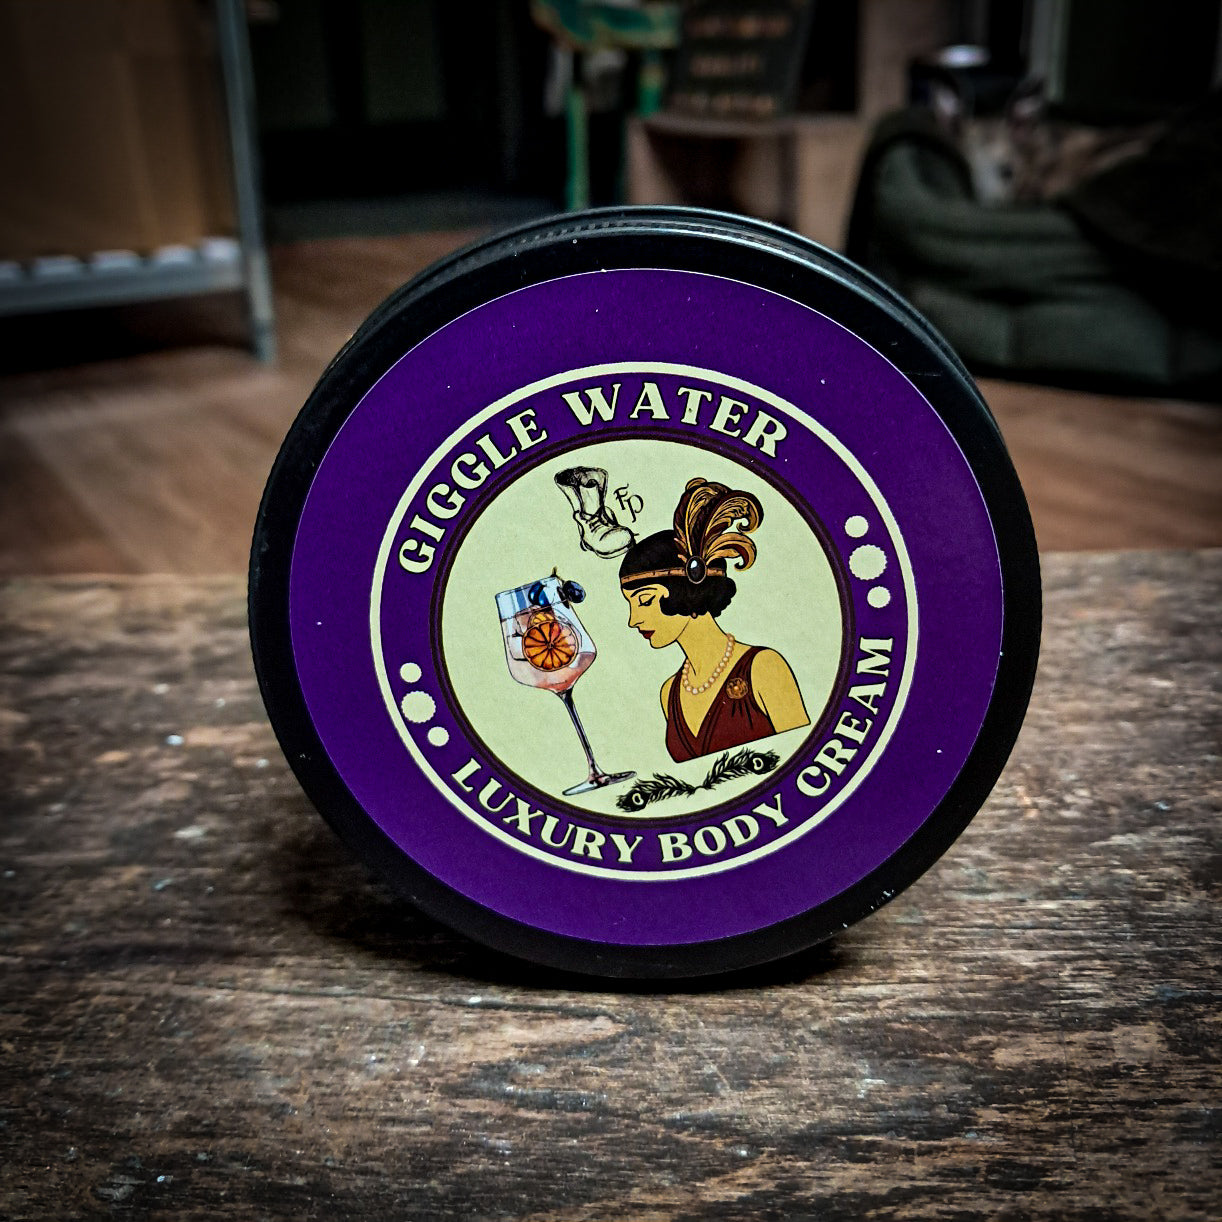 GIGGLE WATER
FP
D
LUXURY BODY CREAM